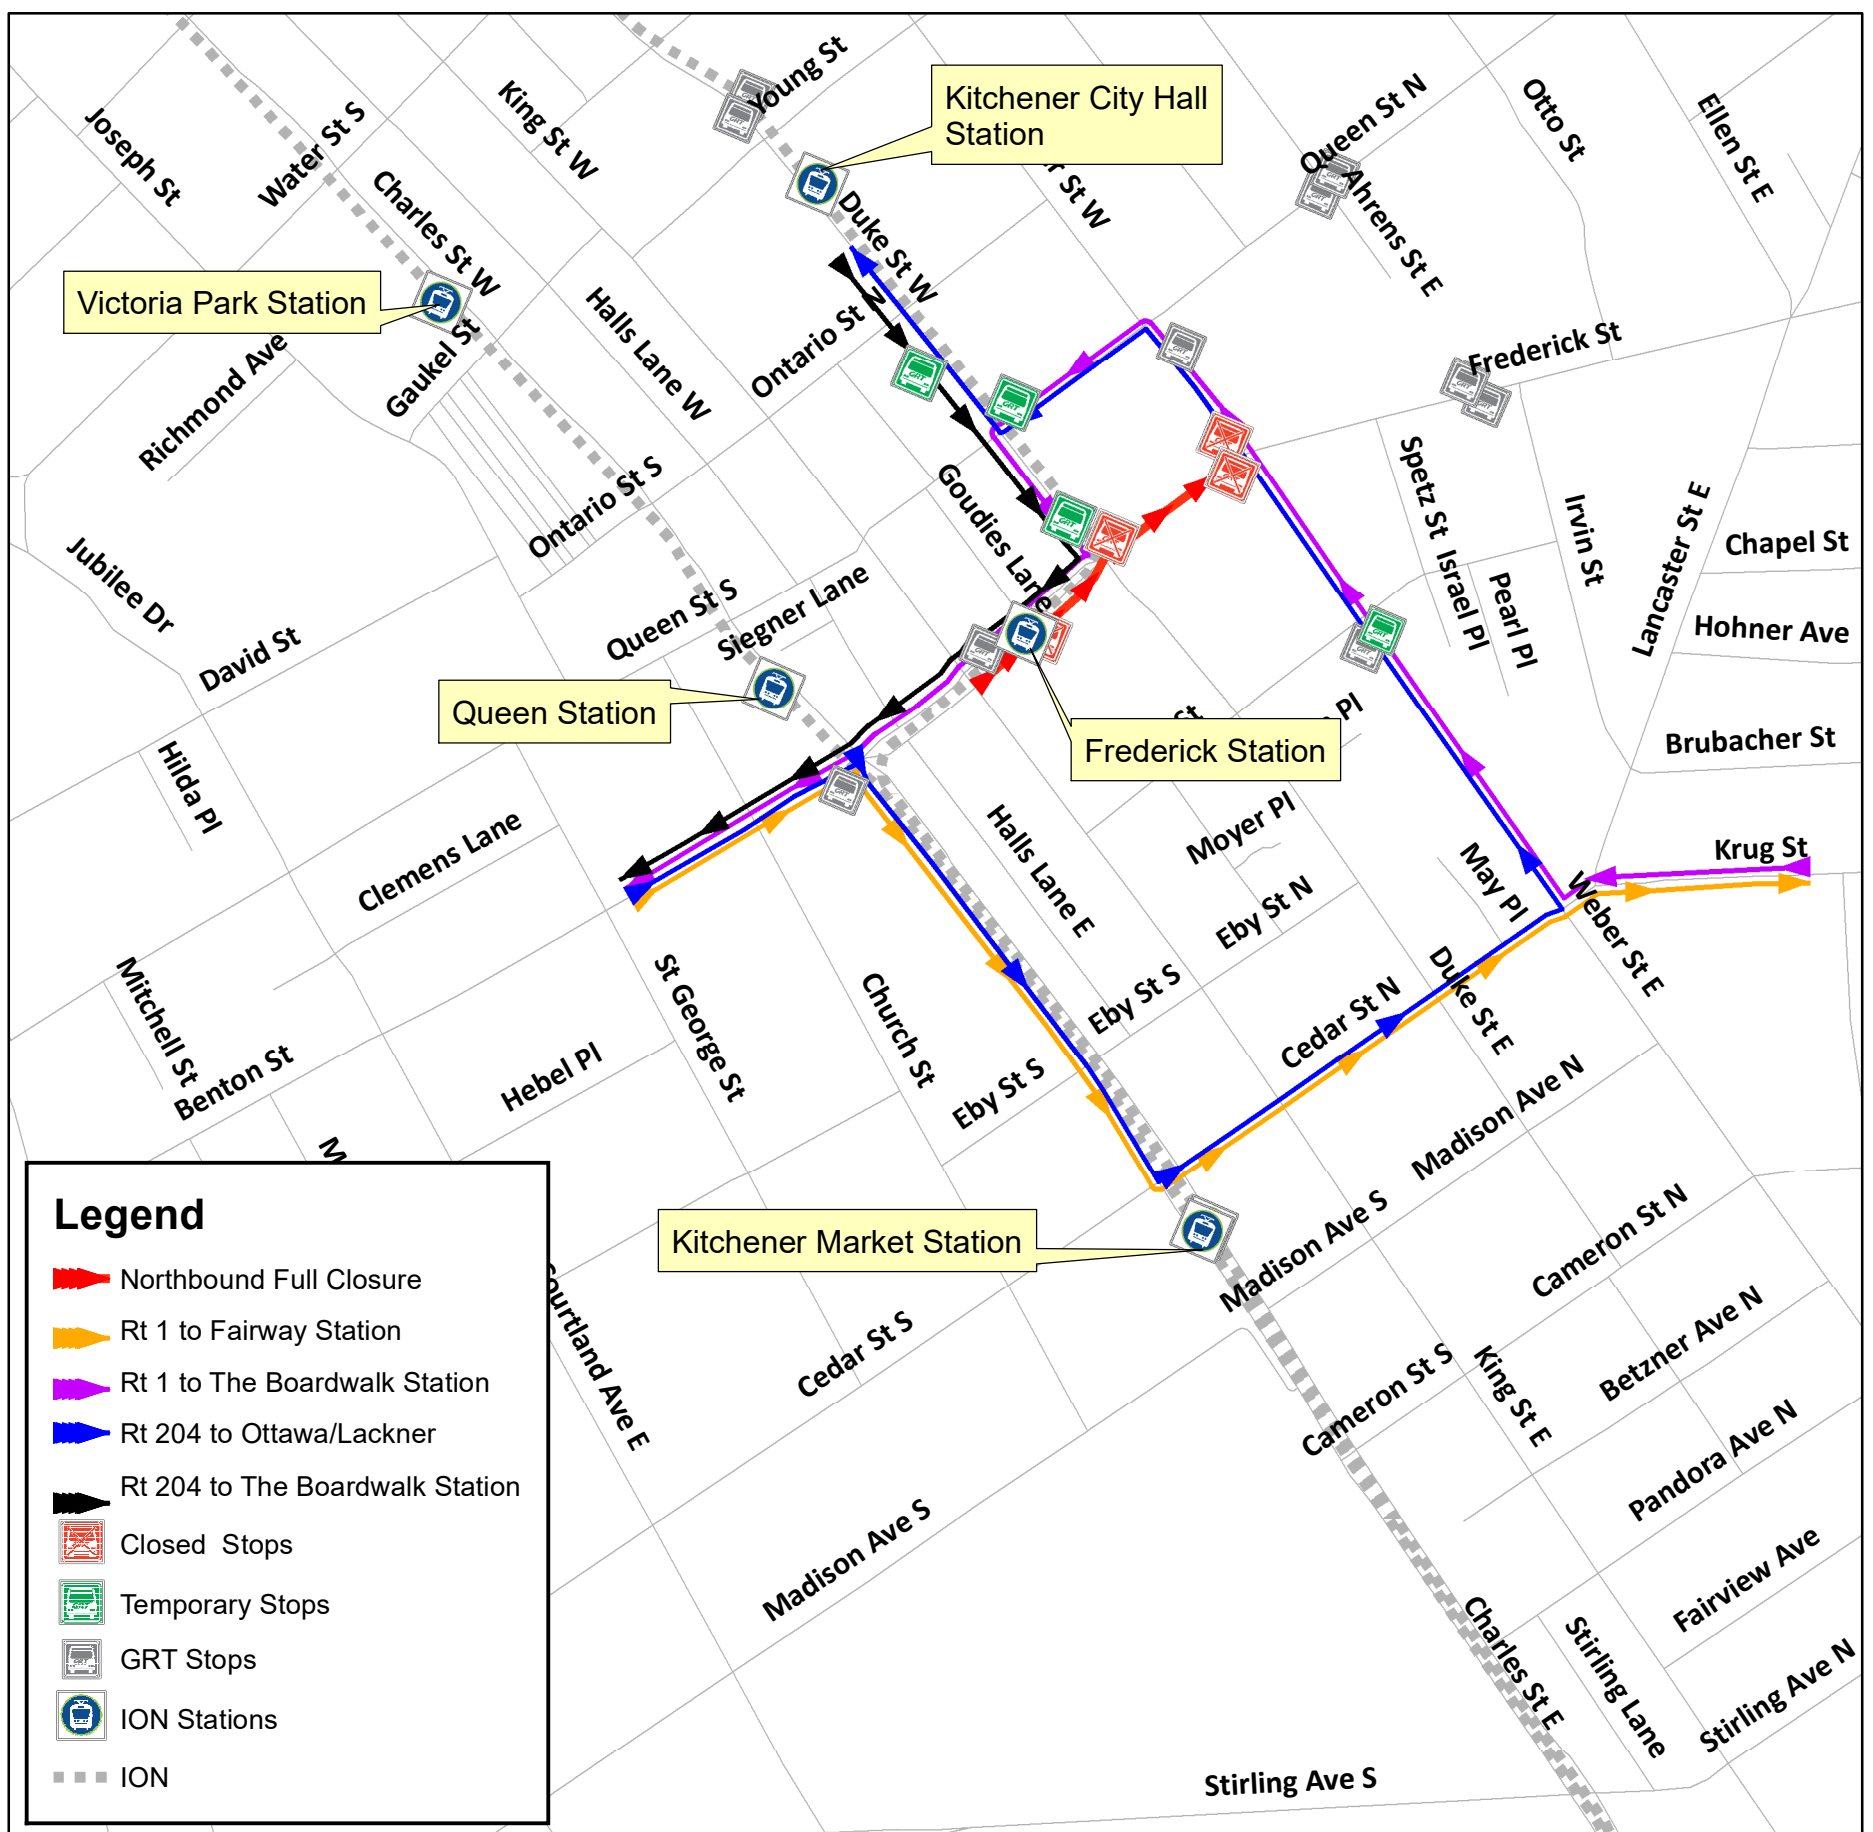 Young St
Kitchener City Hall
Station
King St W
Queen St N
Otto St
Ellen St E
Joseph St
Water St S
Charles St W
Duke St W
r St W
Ahrens St E
Victoria Park Station
Halls Lane W
Ontario St N
Richmond Ave
Gaukel St
Frederick St
Ontario St S
Goudies Lane
Spetz St
Israel Pl
Pearl Pl
Irvin St
Lancaster St E
Chapel St
Hohner Ave
Brubacher St
Jubilee Dr
David St
Queen St S
Siegner Lane
Queen Station
St
Pl
Frederick Station
Hilda Pl
Clemens Lane
Halls Lane E
Moyer Pl
Eby St N
May Pl
Krug St
Weber St E
Mitchell St
Benton St
Hebel Pl
St George St
Church St
Eby St S
Eby St S
Cedar St N
Duke St E
Madison Ave N
Kitchener Market Station
Madison Ave S
Cameron St N
Courtland Ave E
Cedar St S
Cameron St S
King St E
Betzner Ave N
Pandora Ave N
Madison Ave S
Charles St E
Stirling Lane
Fairview Ave
Stirling Ave N
Stirling Ave S
Legend
Northbound Full Closure
Rt 1 to Fairway Station
Rt 1 to The Boardwalk Station
Rt 204 to Ottawa/Lackner
Rt 204 to The Boardwalk Station
Closed Stops
Temporary Stops
GRT Stops
ION Stations
ION